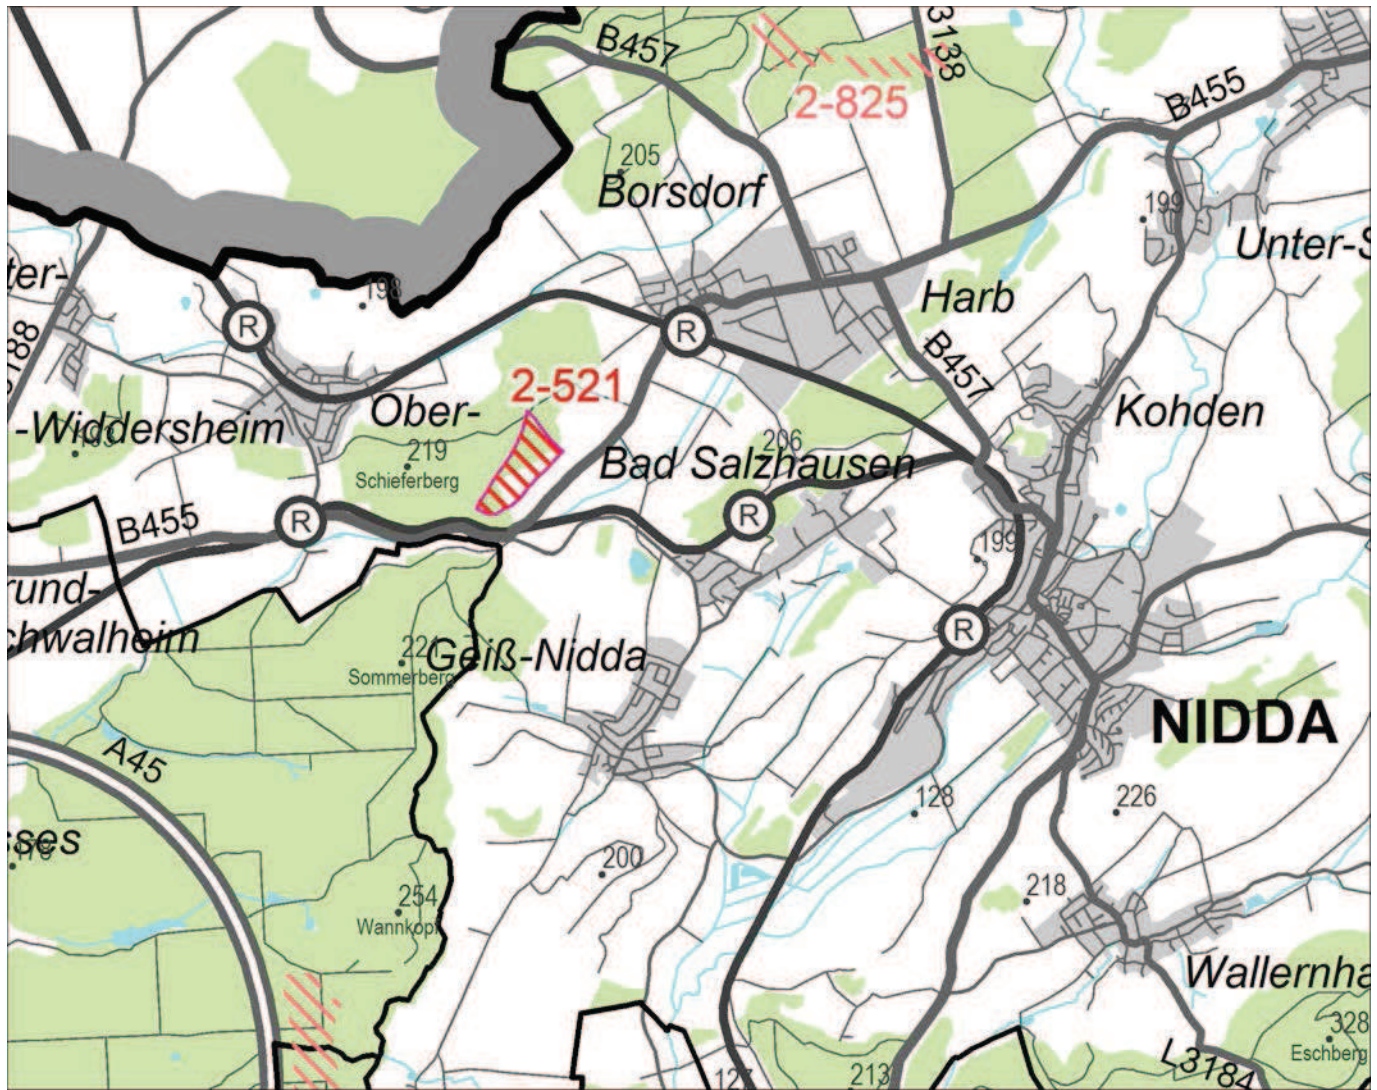 B457
3138
2-825
B455
205
Borsdorf
199
Unter-S
ter-
198
Harb
R
R
B457
2-521
Ober-
Kohden
-Widdersheim
219
Schieferberg
206
Bad Salzhausen
B455
R
R
199
rund-
chwalheim
221
Sommerberg
Geiß-Nidda
R
NIDDA
A45
128
226
sses
200
218
254
Wannkopf
Wallernha
328
Eschberg
L3184
127
213